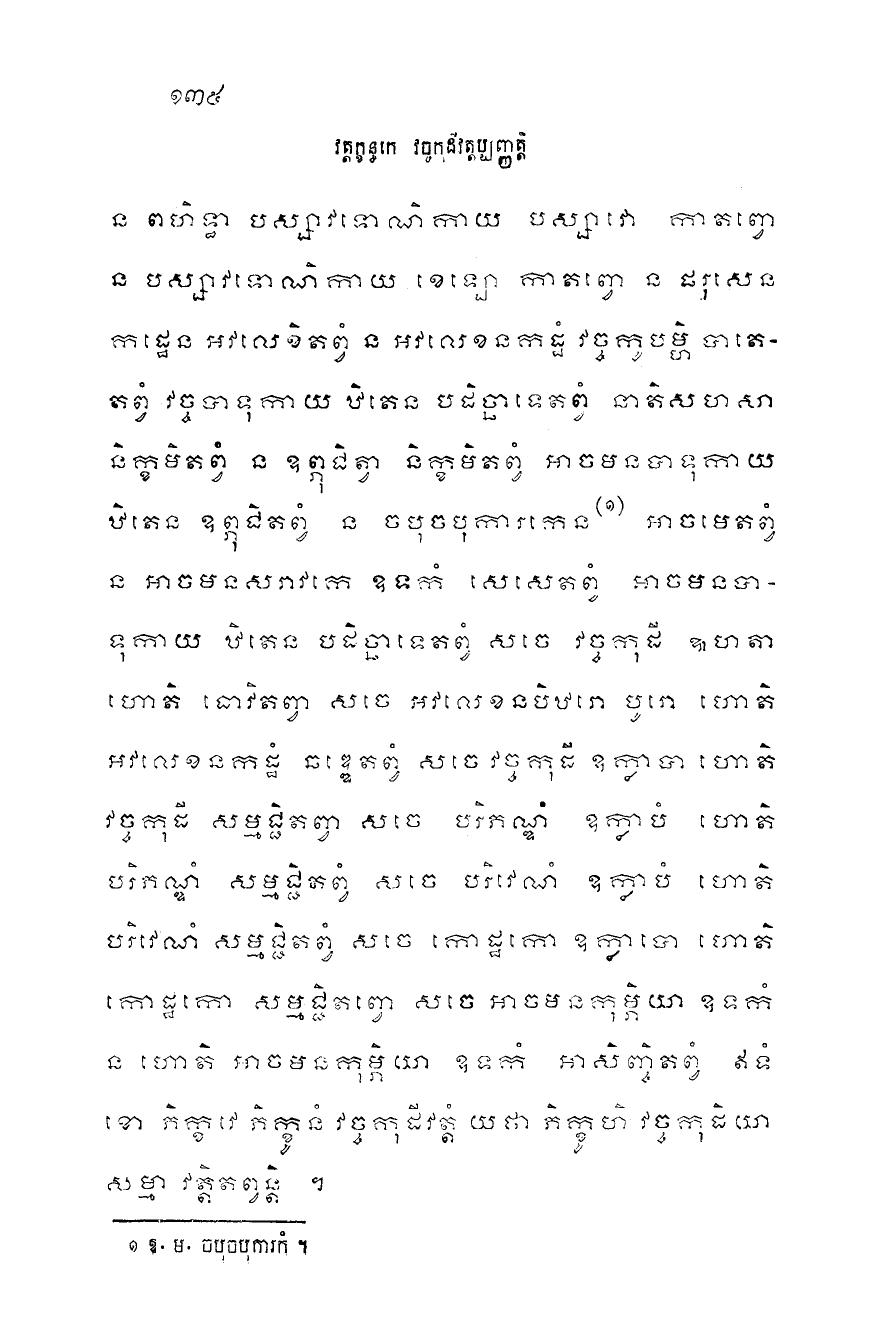 ១៣៩
វត្តក្ខន្ធកេ វច្ចកុដីវត្តប្បញ្ញត្តិ
ន ពហិទ្ធា បស្សាវទោណិកាយ បស្សាវោ កាតព្វោ
ន បស្សាវទោណិកាយ ខេឡោ កាតព្វោ ន ផរុសេន
កដ្ឋេន អវលេខិតព្វំ ន អវលេខនកដ្ឋំ វច្ចកូបម្ហិ បាតេ-
តព្វំ វច្ចបាទុកាយ ឋិតេន បដិច្ឆាទេតព្វំ នាតិសហសា
និក្ខមិតព្វំ ន ឧព្ភុជិត្វា និក្ខមិតព្វំ អាចមនបាទុកាយ
ឋិតេន ឧព្ភុជិតព្វំ ន ចបុចបុការកេន(១) អាចមេតព្វំ
ន អាចមនសរាវកេ ឧទកំ សេសេតព្វំ អាចមនបា-
ទុកាយ ឋិតេន បដិច្ឆាទេតព្វំ សចេ វច្ចកុដី ឩហតា
ហោតិ ធោវិតព្វា សចេ អវលេខនបិឋរោ បូរោ ហោតិ
អវលេខនកដ្ឋំ ឆឌ្ឌេតព្វំ សចេ វច្ចកុដី ឧក្លាបា ហោតិ
វច្ចកុដី សម្មជ្ជិតព្វា សចេ បរិភណ្ឌំ ឧក្លាបំ ហោតិ
បរិភណ្ឌំ សម្មជ្ជិតព្វំ សចេ បរិវេណំ ឧក្លាបំ ហោតិ
បរិវេណំ សម្មជ្ជិតព្វំ សចេ កោដ្ឋកោ ឧក្លាបោ ហោតិ
កោដ្ឋកោ សម្មជ្ជិតព្វោ សចេ អាចមនកុម្ភិយា ឧទកំ
ន ហោតិ អាចមនកុម្ភិយា ឧទកំ អាសិញ្ចិតព្វំ ឥទំ
ខោ ភិក្ខវេ ភិក្ខូនំ វច្ចកុដីវត្តំ យថា ភិក្ខូហិ វច្ចកុដិយា
សម្មា វត្តិតព្វន្តិ ។
១ ឱ. ម. ចបុចបុការកំ ។